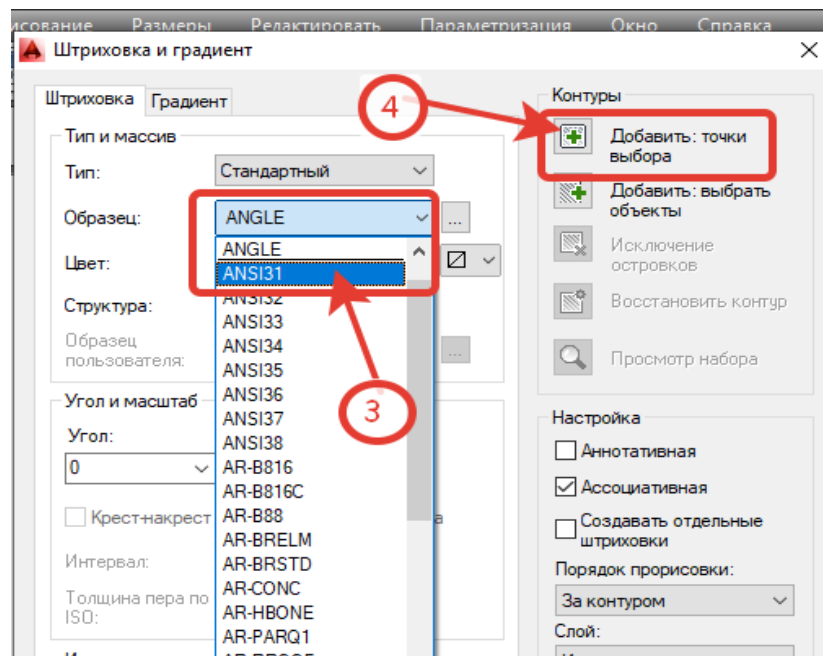 исование Размеры Редактировать Параметризация Окно Справка
Штриховка и градиент
Штриховка Градиент
Тип и массив
Тип: Стандартный
Образец: ANGLE ...
ANGLE
Цвет:
ANSI31
Структура: ANSI32
ANSI33
Образец
пользователя:
ANSI34
...
ANSI35
ANSI36
Угол и масштаб
ANSI37
Угол:
ANSI38
0
AR-B816
AR-B816C
Крест-накрест
AR-B88
а
AR-BRELM
Интервал:
AR-BRSTD
Толщина пера по
ISO:
AR-CONC
AR-HBONE
AR-PARQ1
3
4
Контуры
Добавить: точки
выбора
Добавить: выбрать
объекты
Исключение
островков
Восстановить контур
Просмотр набора
Настройка
Аннотативная
Ассоциативная
Создавать отдельные
штриховки
Порядок прорисовки:
За контуром
Слой: